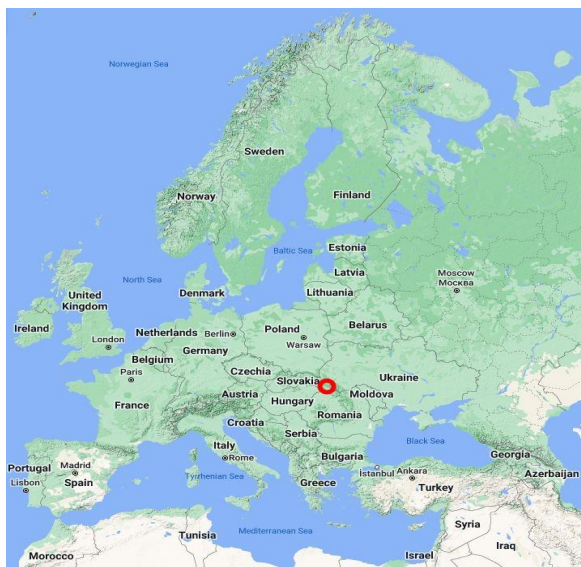 Norwegian Sea
Sweden
Finland
Norway
Baltic Sea
Estonia
Latvia
Lithuania
Moscow
Москва
North Sea
Denmark
United
Kingdom
Ireland
London
Netherlands
Berlin
Poland
Warsaw
Belarus
Belgium
Germany
Paris
Czechia
Slovakia
Ukraine
Austria
Hungary
Moldova
France
Croatia
Romania
Serbia
Italy
Rome
Bulgaria
Black Sea
Georgia
Portugal
Madrid
Lisbon
Spain
Tyrrhenian Sea
Greece
İstanbul
Ankara
Turkey
Azerbaijan
Mediterranean Sea
Tunisia
Morocco
Syria
Iraq
Israel